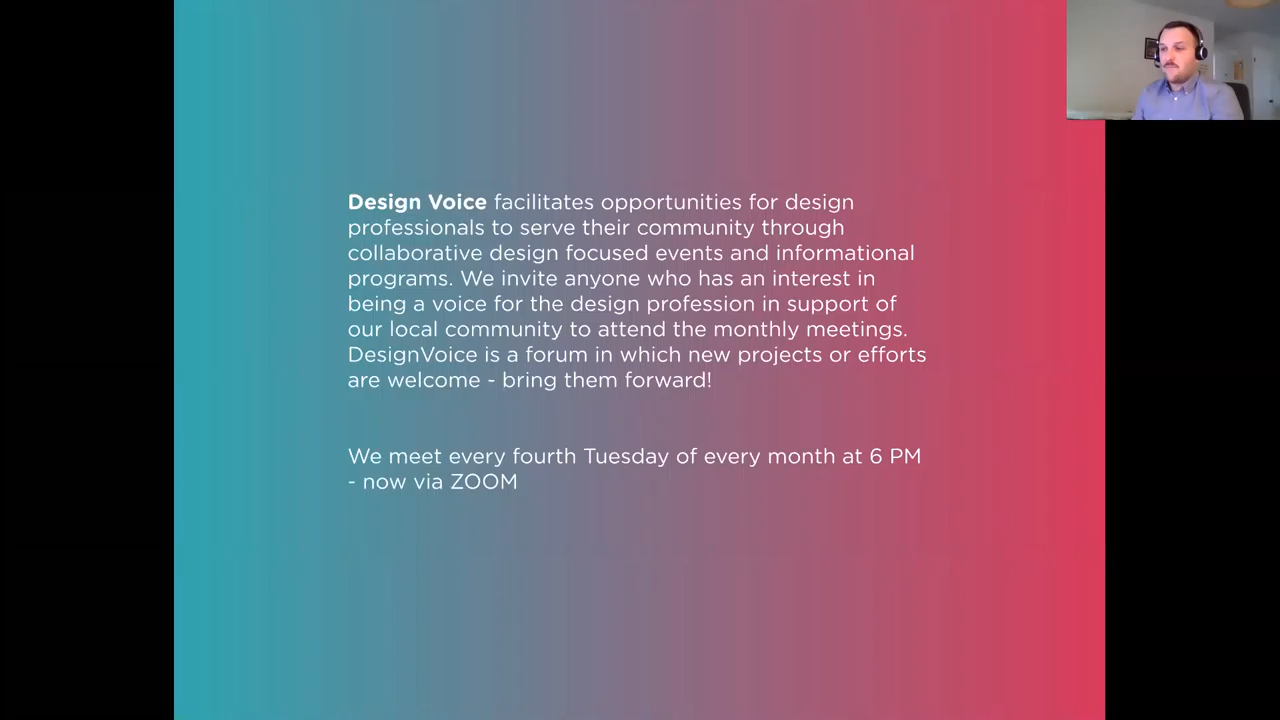 Design Voice facilitates opportunities for design
professionals to serve their community through
collaborative design focused events and informational
programs. We invite anyone who has an interest in
being a voice for the design profession in support of
our local community to attend the monthly meetings.
DesignVoice is a forum in which new projects or efforts
are welcome - bring them forward!
We meet every fourth Tuesday of every month at 6 PM
- now via ZOOM